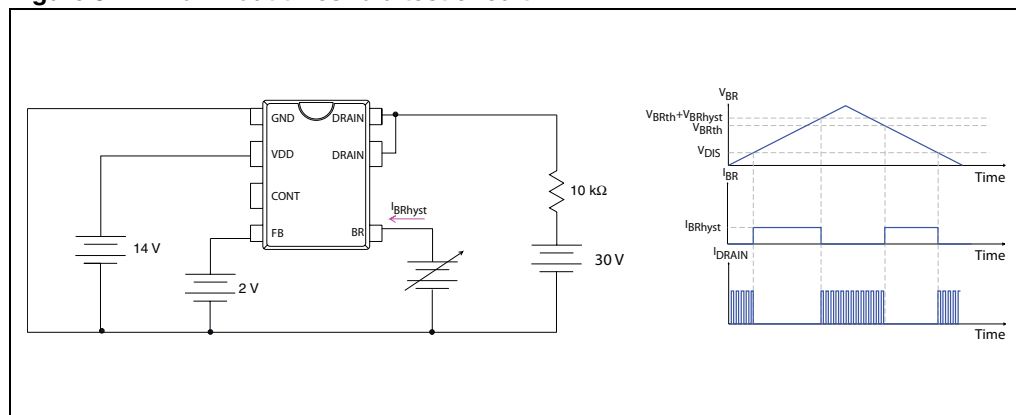 GND DRAIN
VDD DRAIN
CONT
FB BR
IBRhyst
14 V
2 V
10 kΩ
30 V
VBR
VBRth+VBRhyst
VBRth
VDIS
Time
IBR
IBRhyst
Time
IDRAIN
Time